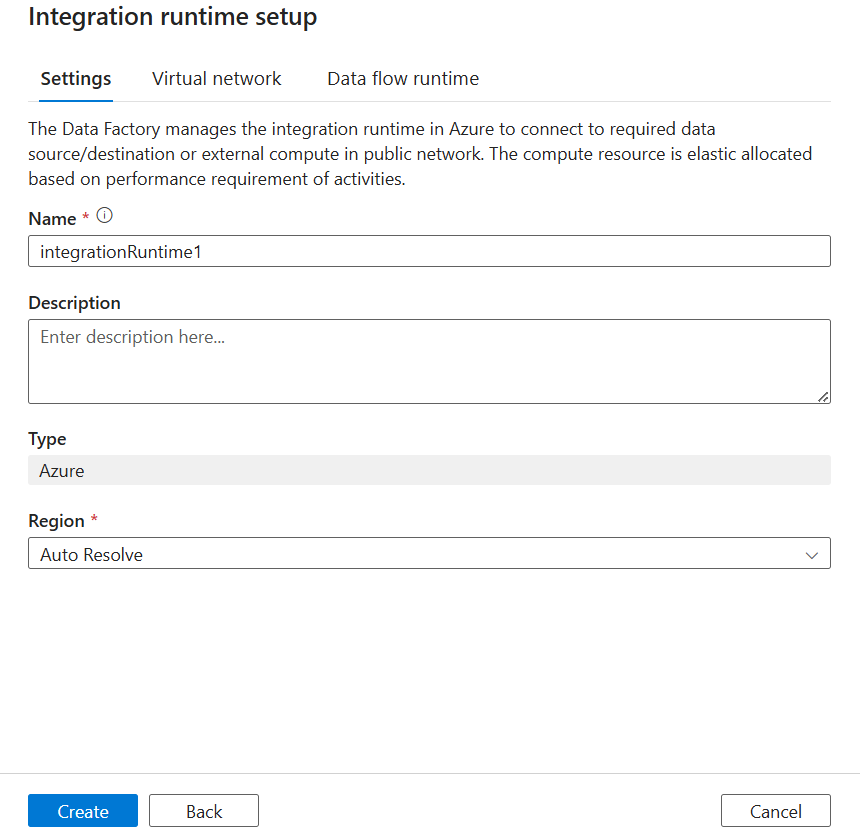 Integration runtime setup
Settings Virtual network Data flow runtime
The Data Factory manages the integration runtime in Azure to connect to required data
source/destination or external compute in public network. The compute resource is elastic allocated
based on performance requirement of activities.
Name *
integrationRuntime1
Description
Enter description here...
Type
Azure
Region *
Auto Resolve
Create Back Cancel